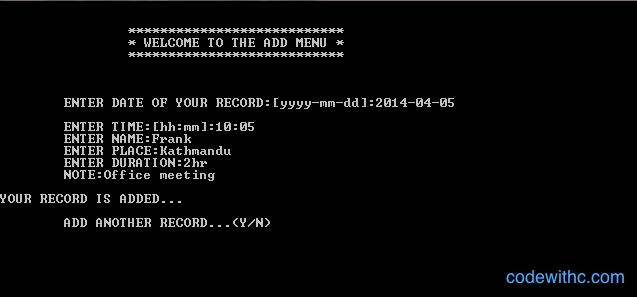 ***************************
* WELCOME TO THE ADD MENU *
***************************
ENTER DATE OF YOUR RECORD:[yyyy-mm-dd]:2014-04-05
ENTER TIME:[hh:mm]:10:05
ENTER NAME:Frank
ENTER PLACE:Kathmandu
ENTER DURATION:2hr
NOTE:Office meeting
YOUR RECORD IS ADDED...
ADD ANOTHER RECORD...(Y/N)
codewithc.com